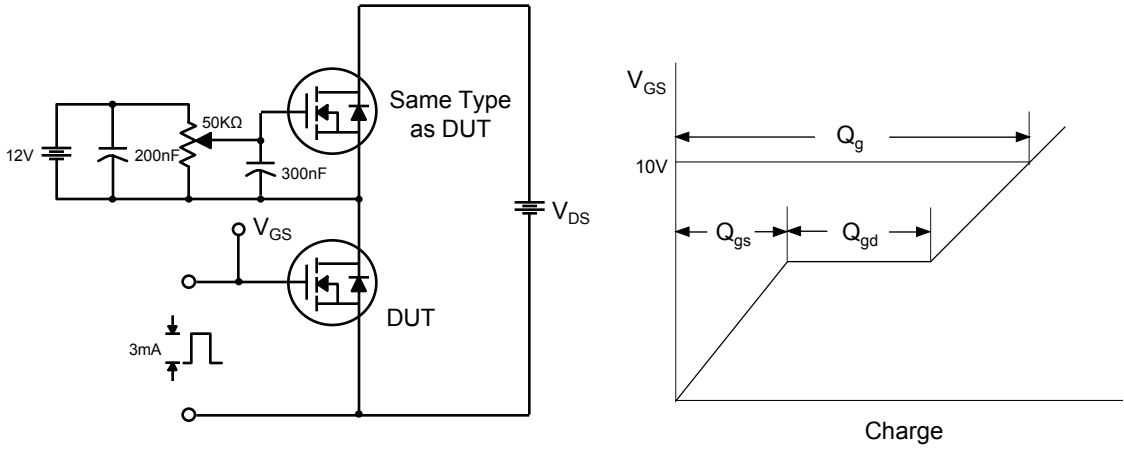 12V
200nF
50KΩ
300nF
Same Type
as DUT
V_DS
V_GS
DUT
3mA
V_GS
10V
Q_g
Q_gs
Q_gd
Charge